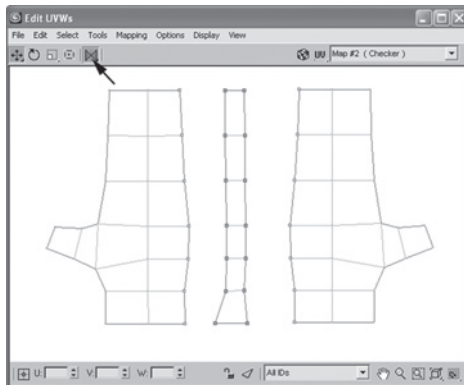 Edit UVWs
File Edit Select Tools Mapping Options Display View
UV Map #2 ( Checker )
U: V: W: All IDs